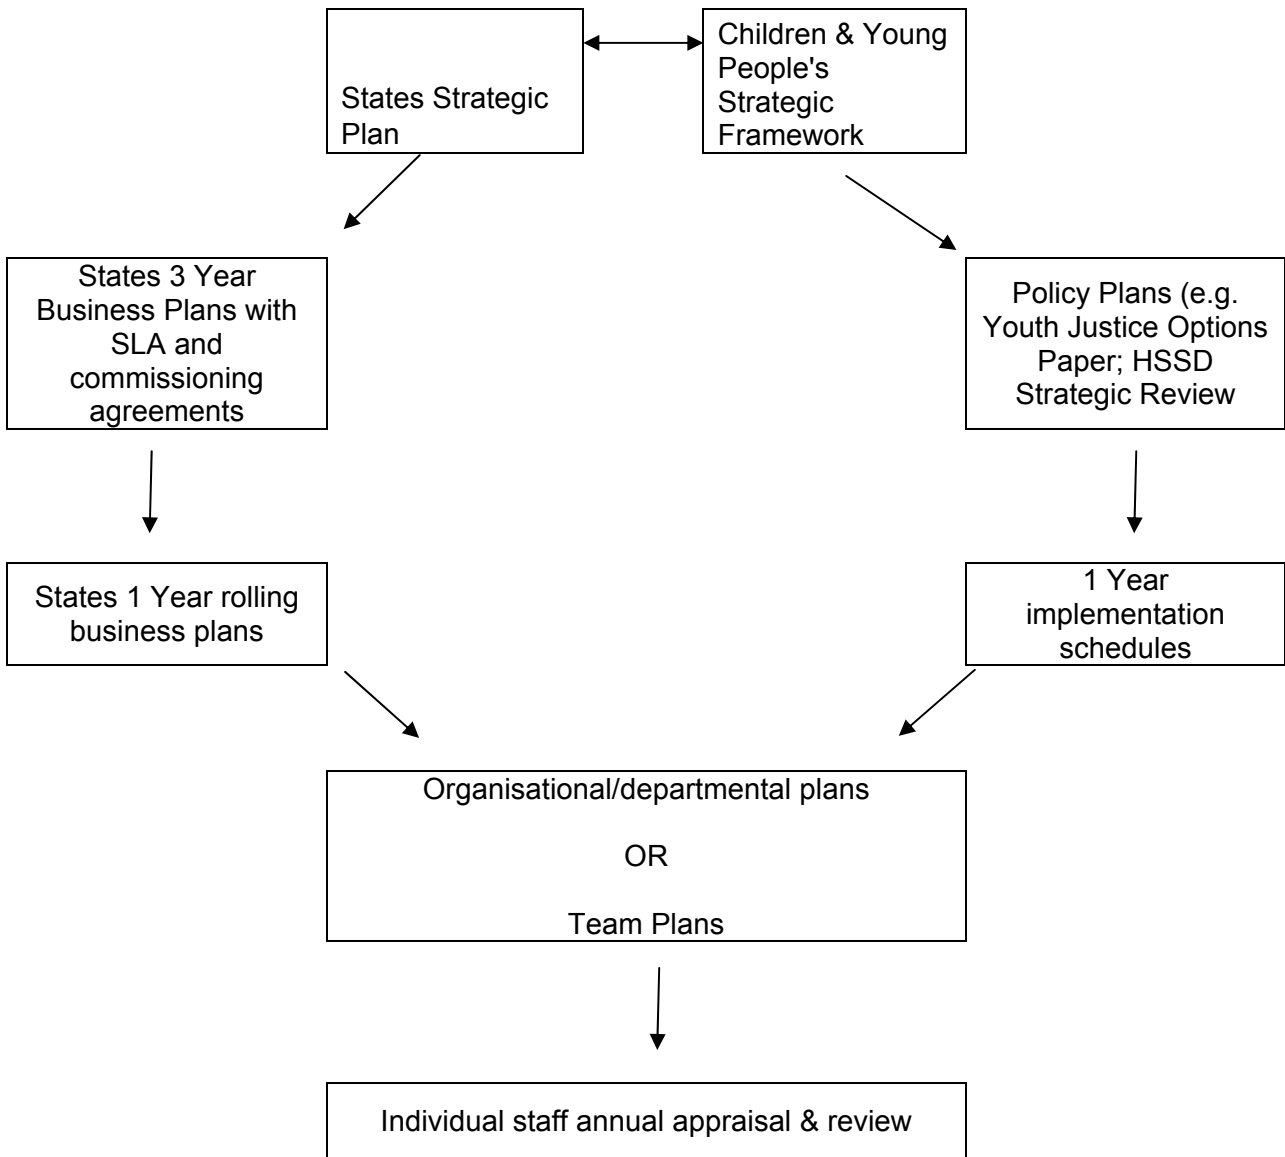 States Strategic
Plan
Children & Young
People's
Strategic
Framework
States 3 Year
Business Plans with
SLA and
commissioning
agreements
Policy Plans (e.g.
Youth Justice Options
Paper; HSSD
Strategic Review
States 1 Year rolling
business plans
1 Year
implementation
schedules
Organisational/departmental plans
OR
Team Plans
Individual staff annual appraisal & review